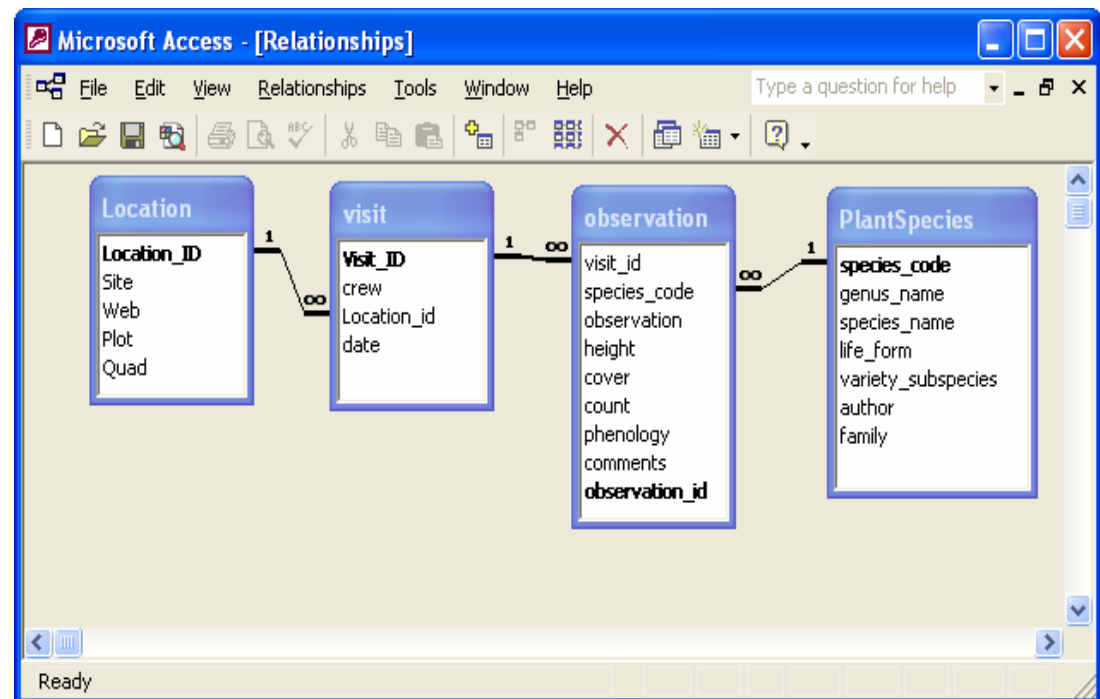 Microsoft Access - [Relationships]
File Edit View Relationships Tools Window Help Type a question for help
ABC
Location
Location_ID
Site
Web
Plot
Quad
1
∞
visit
Visit_ID
crew
Location_id
date
1
∞
observation
visit_id
species_code
observation
height
cover
count
phenology
comments
observation_id
∞
1
PlantSpecies
species_code
genus_name
species_name
life_form
variety_subspecies
author
family
Ready